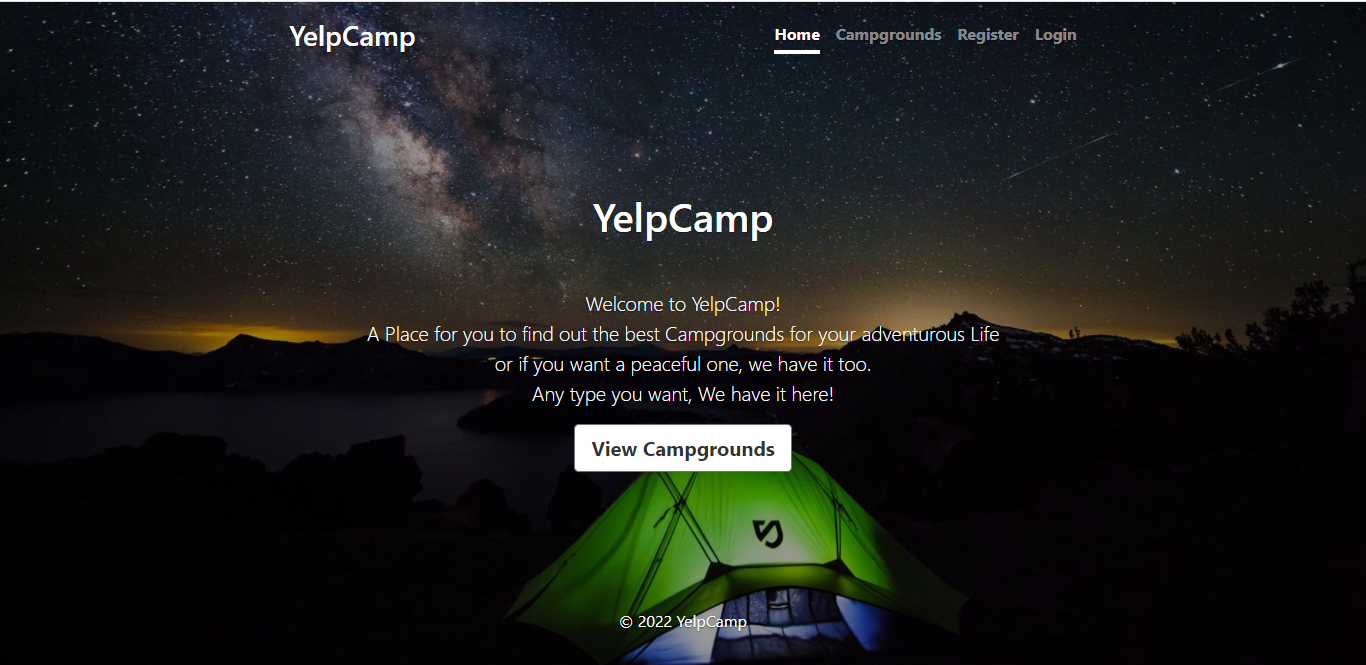 YelpCamp
Home Campgrounds Register Login
YelpCamp
Welcome to YelpCamp!
A Place for you to find out the best Campgrounds for your adventurous Life
or if you want a peaceful one, we have it too.
Any type you want, We have it here!
View Campgrounds
© 2022 YelpCamp